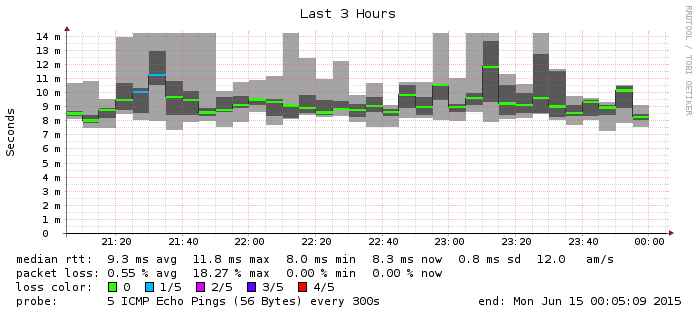 Last 3 Hours
RRDTOOL / TOBI OETIKER
Seconds
14 m
13 m
12 m
11 m
10 m
9 m
8 m
7 m
6 m
5 m
4 m
3 m
2 m
1 m
0
21:20 21:40 22:00 22:20 22:40 23:00 23:20 23:40 00:00
median rtt: 9.3 ms avg 11.8 ms max 8.0 ms min 8.3 ms now 0.8 ms sd 12.0 am/s
packet loss: 0.55 % avg 18.27 % max 0.00 % min 0.00 % now
loss color: 0 1/5 2/5 3/5 4/5
probe: 5 ICMP Echo Pings (56 Bytes) every 300s end: Mon Jun 15 00:05:09 2015